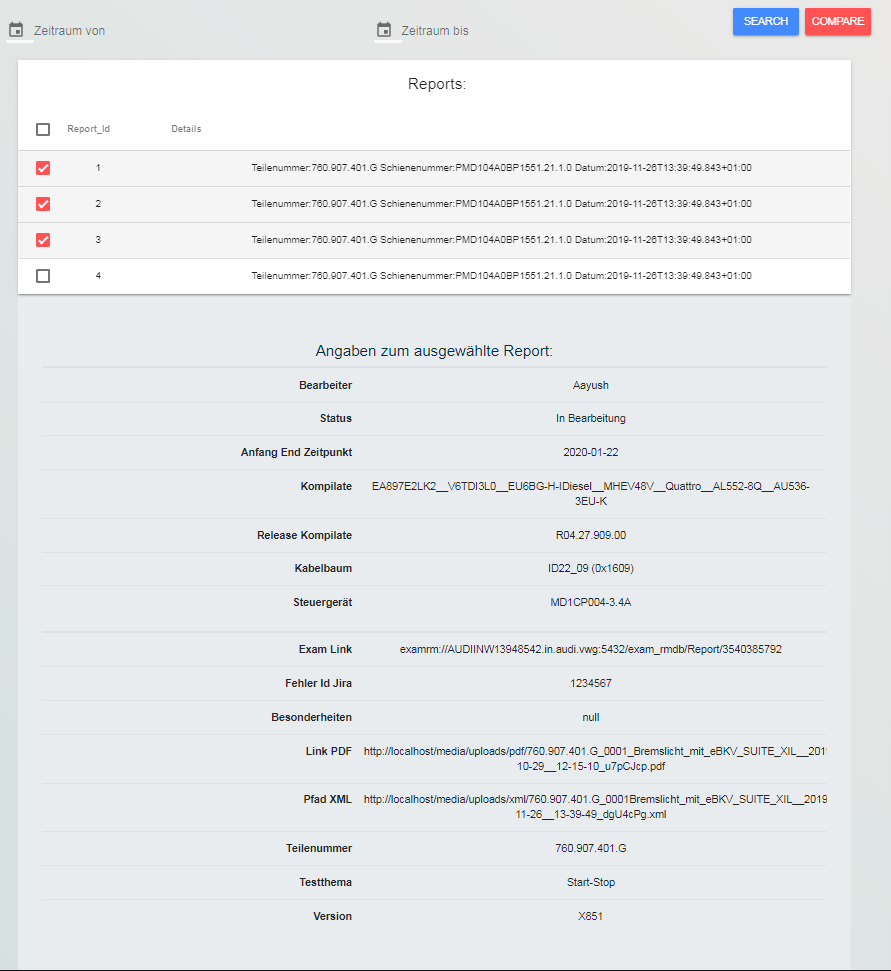 Zeitraum von
Zeitraum bis
SEARCH
COMPARE
Reports:
Report_Id Details
1 Teilenummer:760.907.401.G Schienenummer:PMD104A0BP1551.21.1.0 Datum:2019-11-26T13:39:49.843+01:00
2 Teilenummer:760.907.401.G Schienenummer:PMD104A0BP1551.21.1.0 Datum:2019-11-26T13:39:49.843+01:00
3 Teilenummer:760.907.401.G Schienenummer:PMD104A0BP1551.21.1.0 Datum:2019-11-26T13:39:49.843+01:00
4 Teilenummer:760.907.401.G Schienenummer:PMD104A0BP1551.21.1.0 Datum:2019-11-26T13:39:49.843+01:00
Angaben zum ausgewählte Report:
Bearbeiter Aayush
Status In Bearbeitung
Anfang End Zeitpunkt 2020-01-22
Kompilate EA897E2LK2__V6TDI3L0__EU6BG-H-IDiesel__MHEV48V__Quattro__AL552-8Q__AU536-
3EU-K
Release Kompilate R04.27.909.00
Kabelbaum ID22_09 (0x1609)
Steuergerät MD1CP004-3.4A
Exam Link examrm://AUDIINW13948542.in.audi.vwg:5432/exam_rmdb/Report/3540385792
Fehler Id Jira 1234567
Besonderheiten null
Link PDF http://localhost/media/uploads/pdf/760.907.401.G_0001_Bremslicht_mit_eBKV_SUITE_XIL__2019
10-29__12-15-10_u7pCJcp.pdf
Pfad XML http://localhost/media/uploads/xml/760.907.401.G_0001Bremslicht_mit_eBKV_SUITE_XIL__2019
11-26__13-39-49_dgU4cPg.xml
Teilenummer 760.907.401.G
Testthema Start-Stop
Version X851